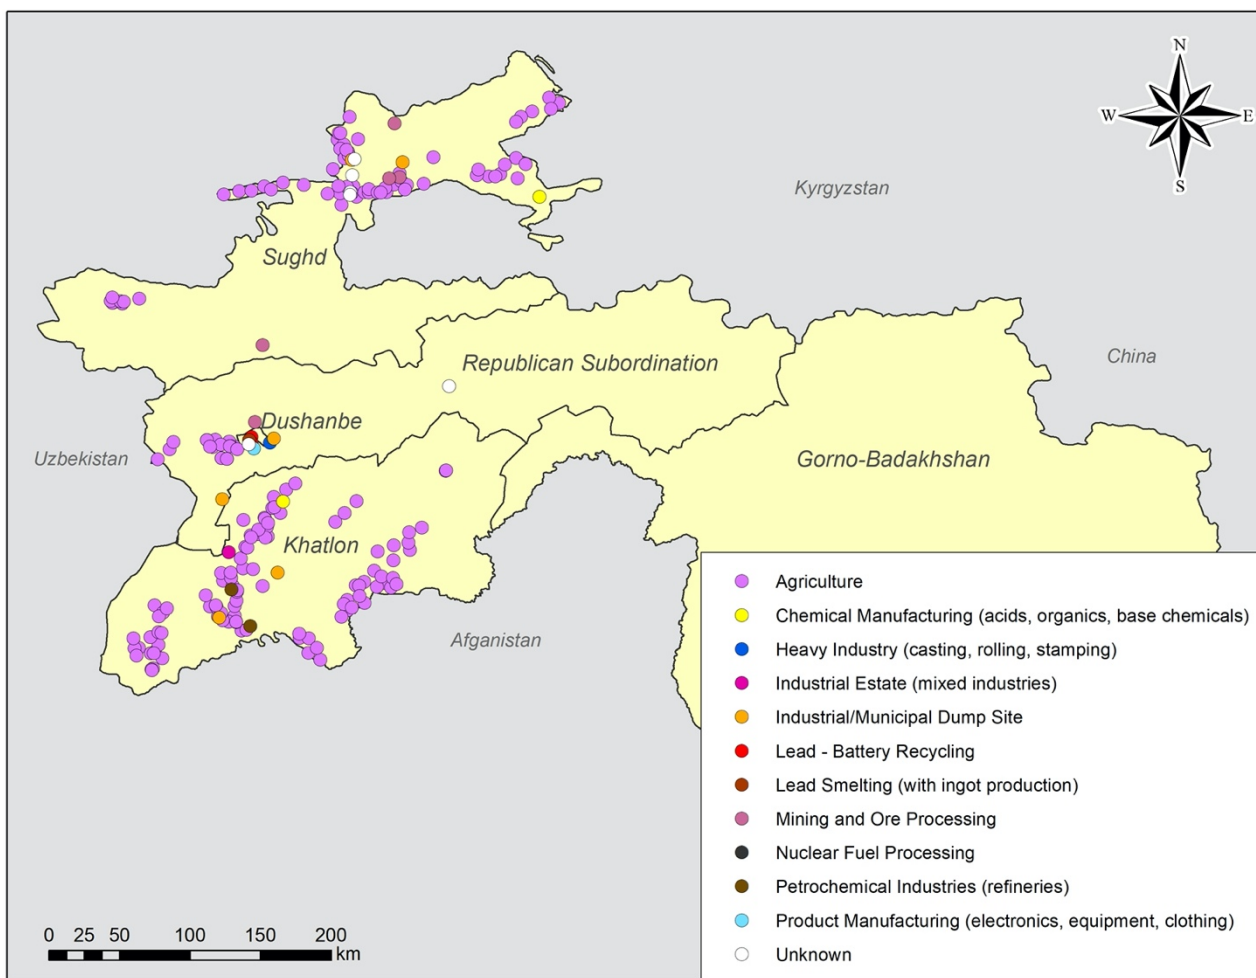 N
W E
S
Kyrgyzstan
Sughd
Republican Subordination
China
Dushanbe
Uzbekistan
Gorno-Badakhshan
Khatlon
Afganistan
Agriculture
Chemical Manufacturing (acids, organics, base chemicals)
Heavy Industry (casting, rolling, stamping)
Industrial Estate (mixed industries)
Industrial/Municipal Dump Site
Lead - Battery Recycling
Lead Smelting (with ingot production)
Mining and Ore Processing
Nuclear Fuel Processing
Petrochemical Industries (refineries)
Product Manufacturing (electronics, equipment, clothing)
Unknown
0 25 50 100 150 200
km